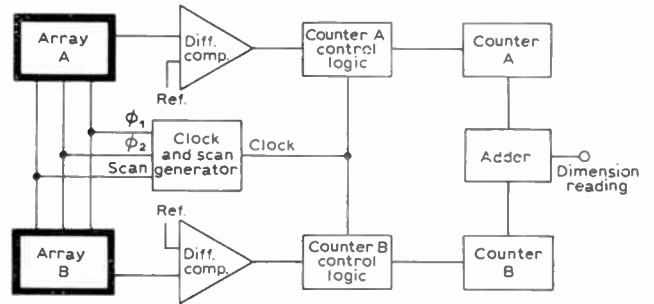 Array
A
Diff.
comp.
Ref.
Counter A
control
logic
Counter
A
ϕ1
ϕ2
Scan
Clock
and scan
generator
Clock
Adder
Dimension
reading
Array
B
Ref.
Diff.
comp.
Counter B
control
logic
Counter
B